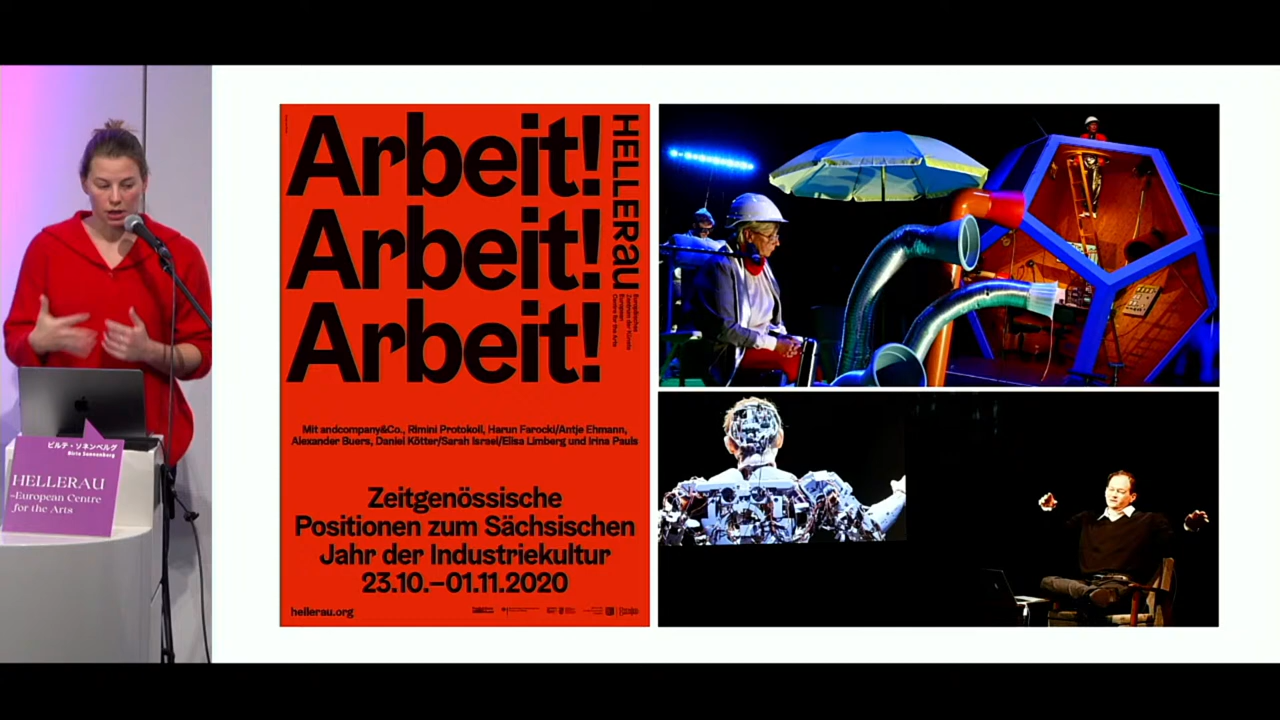 Arbeit!
Arbeit!
Arbeit!
HELLERAU
Europäisches
Zentrum der Künste
European
Centre for the Arts
Mit andcompany&Co., Rimini Protokoll, Harun Farocki/Antje Ehmann,
Alexander Buers, Daniel Kötter/Sarah Israel/Elisa Limberg und Irina Pauls
Zeitgenössische
Positionen zum Sächsischen
Jahr der Industriekultur
23.10.–01.11.2020
hellerau.org
ビルテ・ソネンベルグ
Birte Sonnenberg
HELLERAU
–European Centre
for the Arts